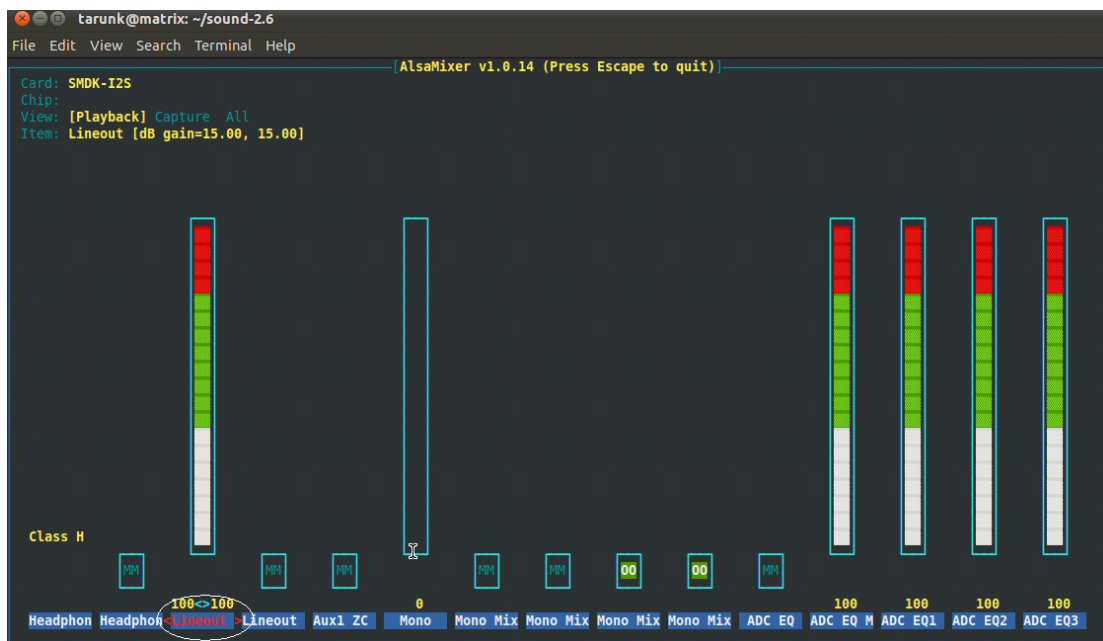 tarunk@matrix: ~/sound-2.6
File Edit View Search Terminal Help
[AlsaMixer v1.0.14 (Press Escape to quit)]
Card: SMDK-I2S
Chip:
View: [Playback] Capture All
Item: Lineout [dB gain=15.00, 15.00]
Class H
MM MM MM MM MM OO OO MM
100<>100 0 100 100 100 100
Headphon Headphon <Lineout > Lineout Aux1 ZC Mono Mono Mix Mono Mix Mono Mix Mono Mix ADC EQ ADC EQ M ADC EQ1 ADC EQ2 ADC EQ3